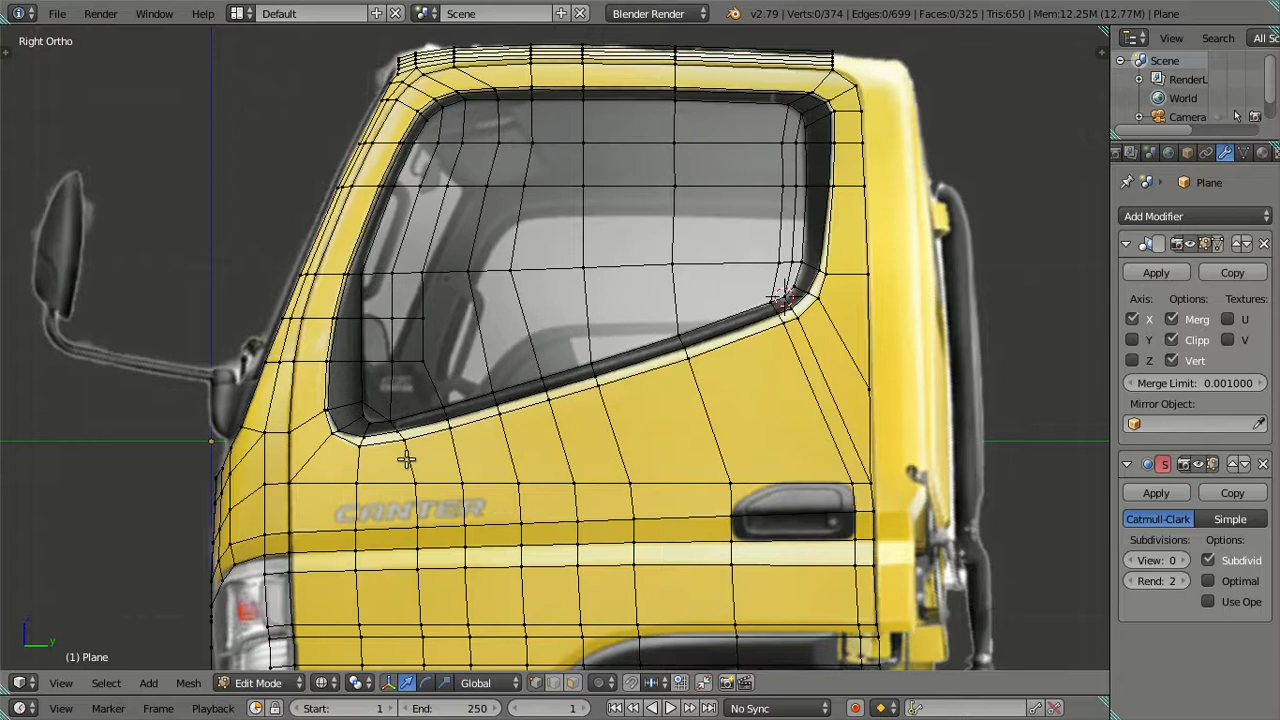 File Render Window Help Default Scene Blender Render v2.79 | Verts:0/374 | Edges:0/699 | Faces:0/325 | Tris:650 | Mem:12.25M (12.77M) | Plane
Right Ortho
View Search All Sc
Scene
RenderL
World
Camera
Plane
Add Modifier
Apply Copy
Axis: Options: Textures:
X Merg U
Y Clipp V
Z Vert
Merge Limit: 0.001000
Mirror Object:
S
Apply Copy
Catmull-Clark Simple
Subdivisions: Options:
View: 0 Subdivid
Rend: 2 Optimal
Use Ope
CANTER
z
y
(1) Plane
View Select Add Mesh Edit Mode Global
View Marker Frame Playback Start: 1 End: 250 1 No Sync